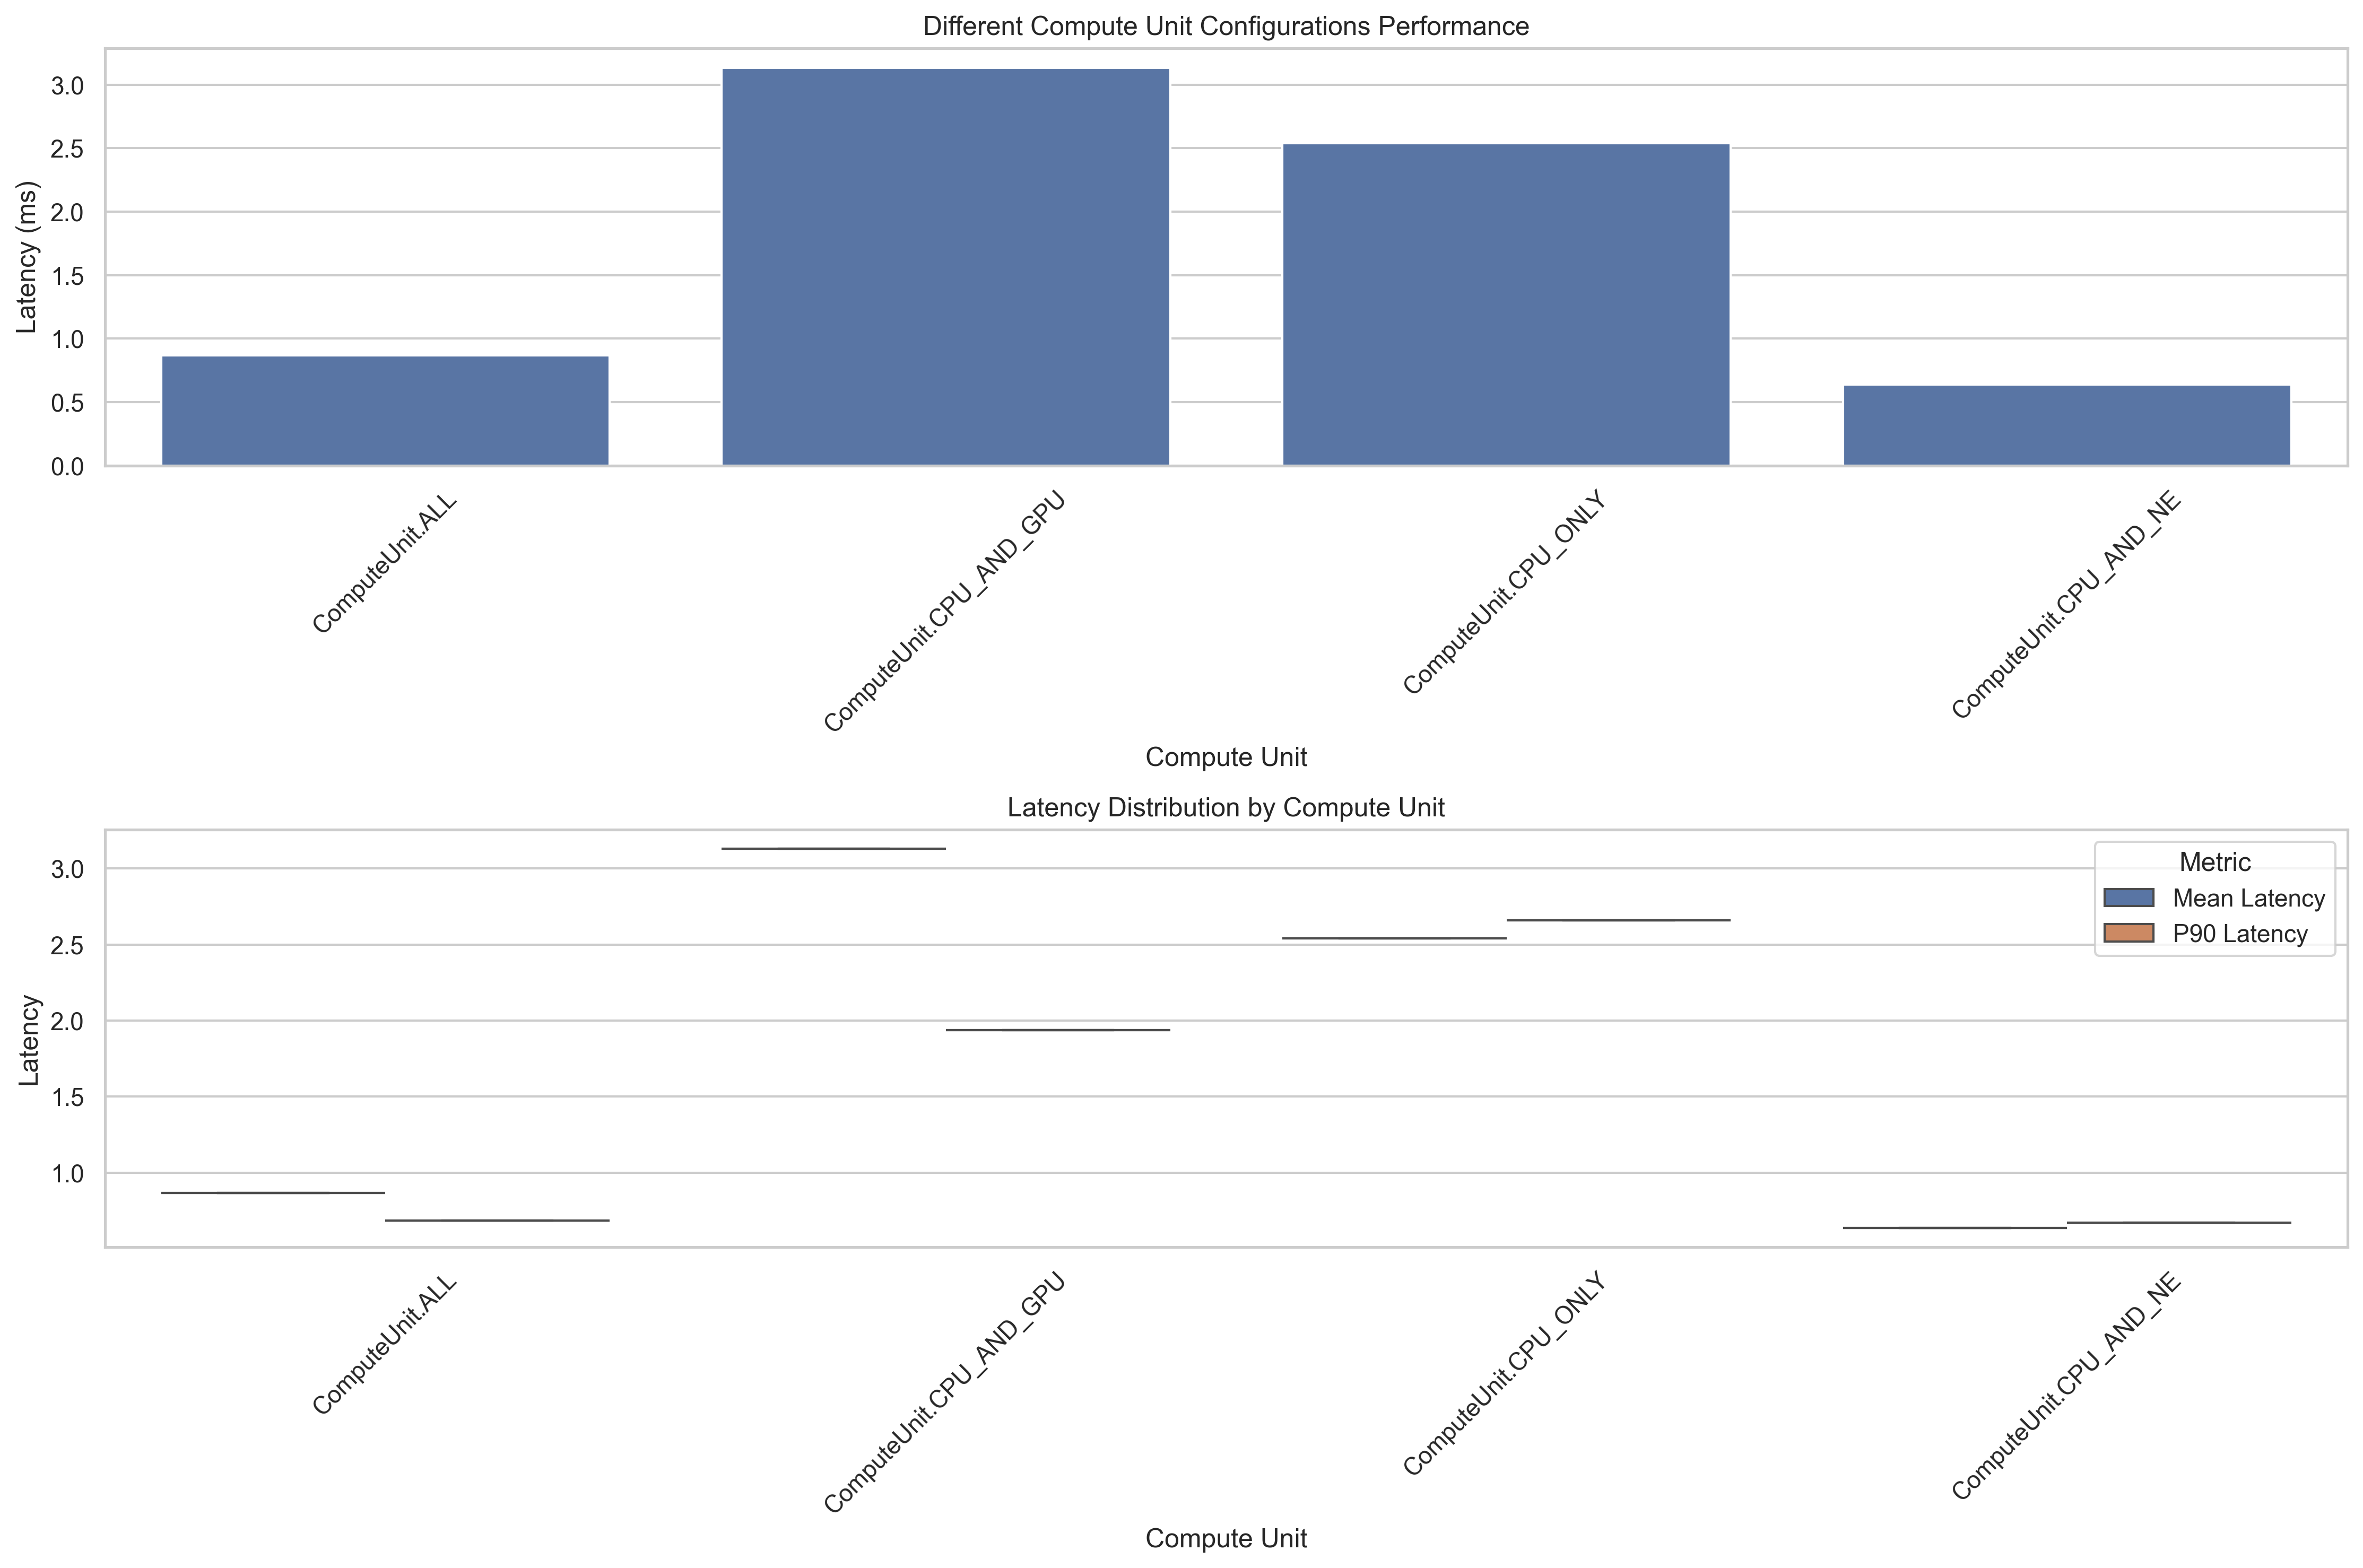 Different Compute Unit Configurations Performance
Latency (ms)
3.0
2.5
2.0
1.5
1.0
0.5
0.0
ComputeUnit.ALL
ComputeUnit.CPU_AND_GPU
ComputeUnit.CPU_ONLY
ComputeUnit.CPU_AND_NE
Compute Unit
Latency Distribution by Compute Unit
Latency
3.0
2.5
2.0
1.5
1.0
Metric
Mean Latency
P90 Latency
ComputeUnit.ALL
ComputeUnit.CPU_AND_GPU
ComputeUnit.CPU_ONLY
ComputeUnit.CPU_AND_NE
Compute Unit